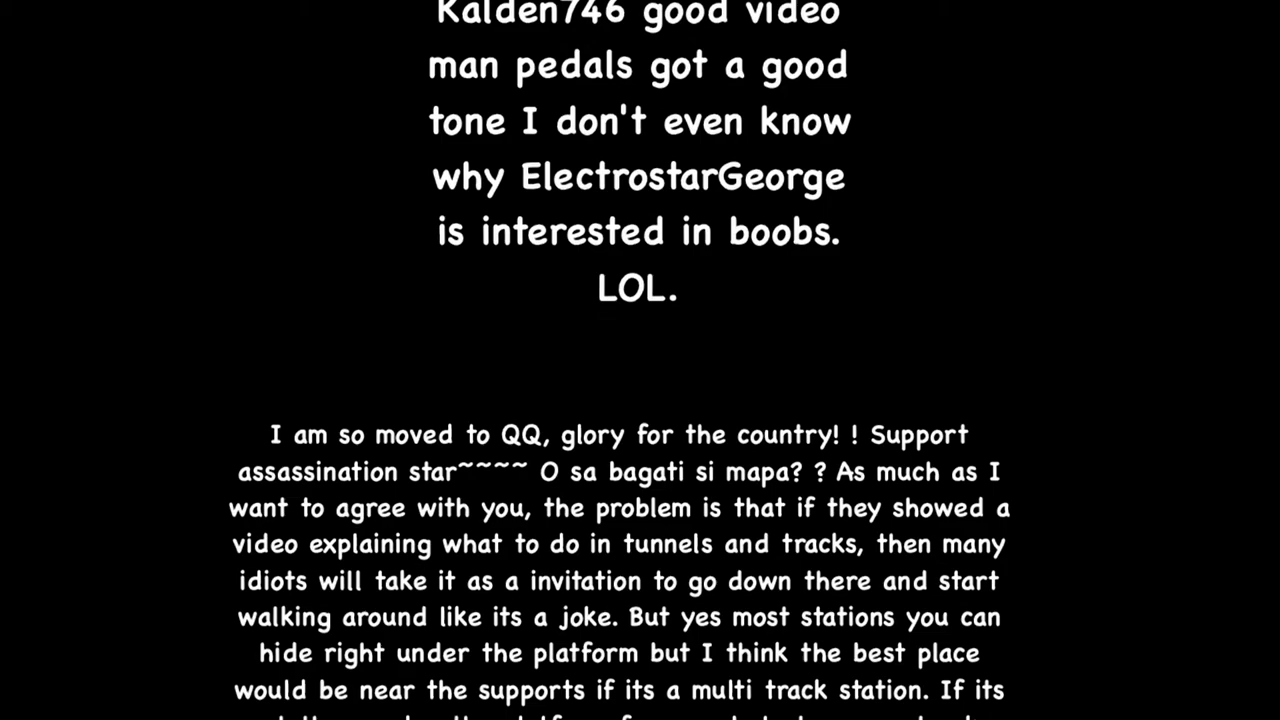 Kalden746 good video
man pedals got a good
tone I don't even know
why ElectrostarGeorge
is interested in boobs.
LOL.
I am so moved to QQ, glory for the country! ! Support
assassination star~~~~ O sa bagati si mapa? ? As much as I
want to agree with you, the problem is that if they showed a
video explaining what to do in tunnels and tracks, then many
idiots will take it as a invitation to go down there and start
walking around like its a joke. But yes most stations you can
hide right under the platform but I think the best place
would be near the supports if its a multi track station. If its